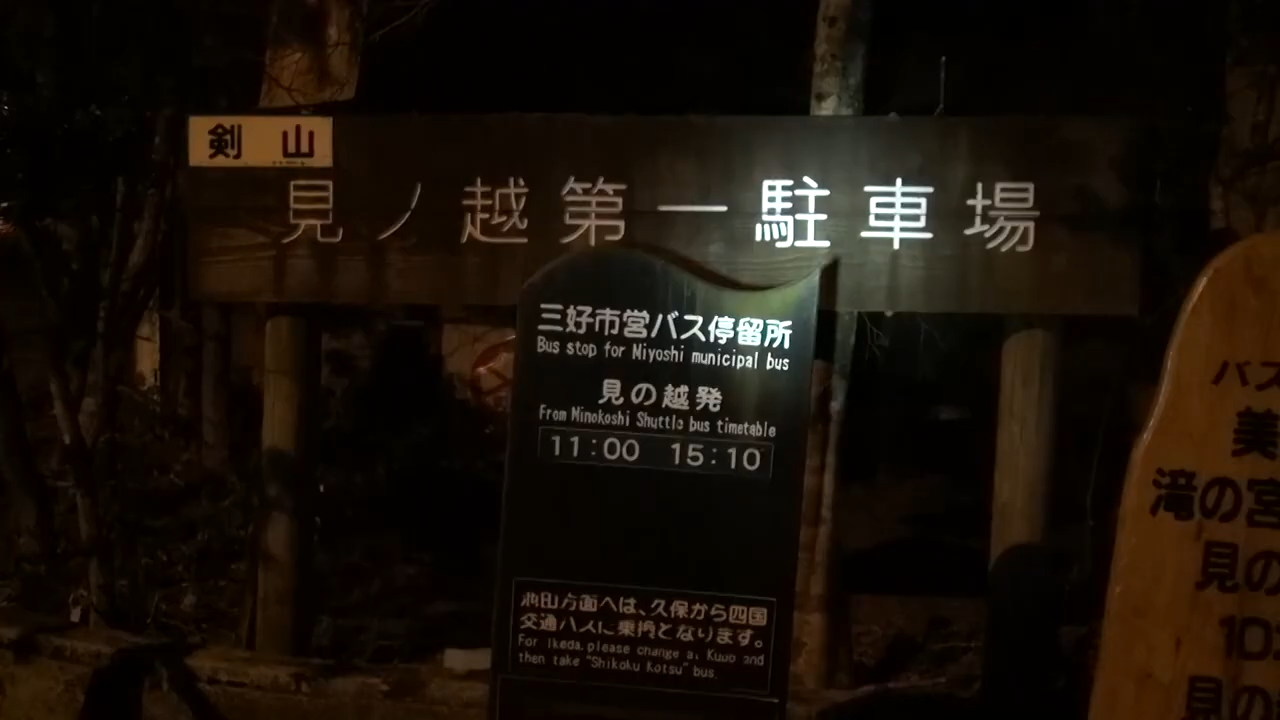 剣山
見ノ越第一駐車場
三好市営バス停留所
Bus stop for Miyoshi municipal bus
見の越発
From Minokoshi Shuttle bus timetable
11:00 15:10
池田方面へは、久保から四国
交通バスに乗換となります。
For Ikeda, please change at Kubo and
then take "Shikoku Kotsu" bus.
バス
美
滝の宮
見の
10:
見の